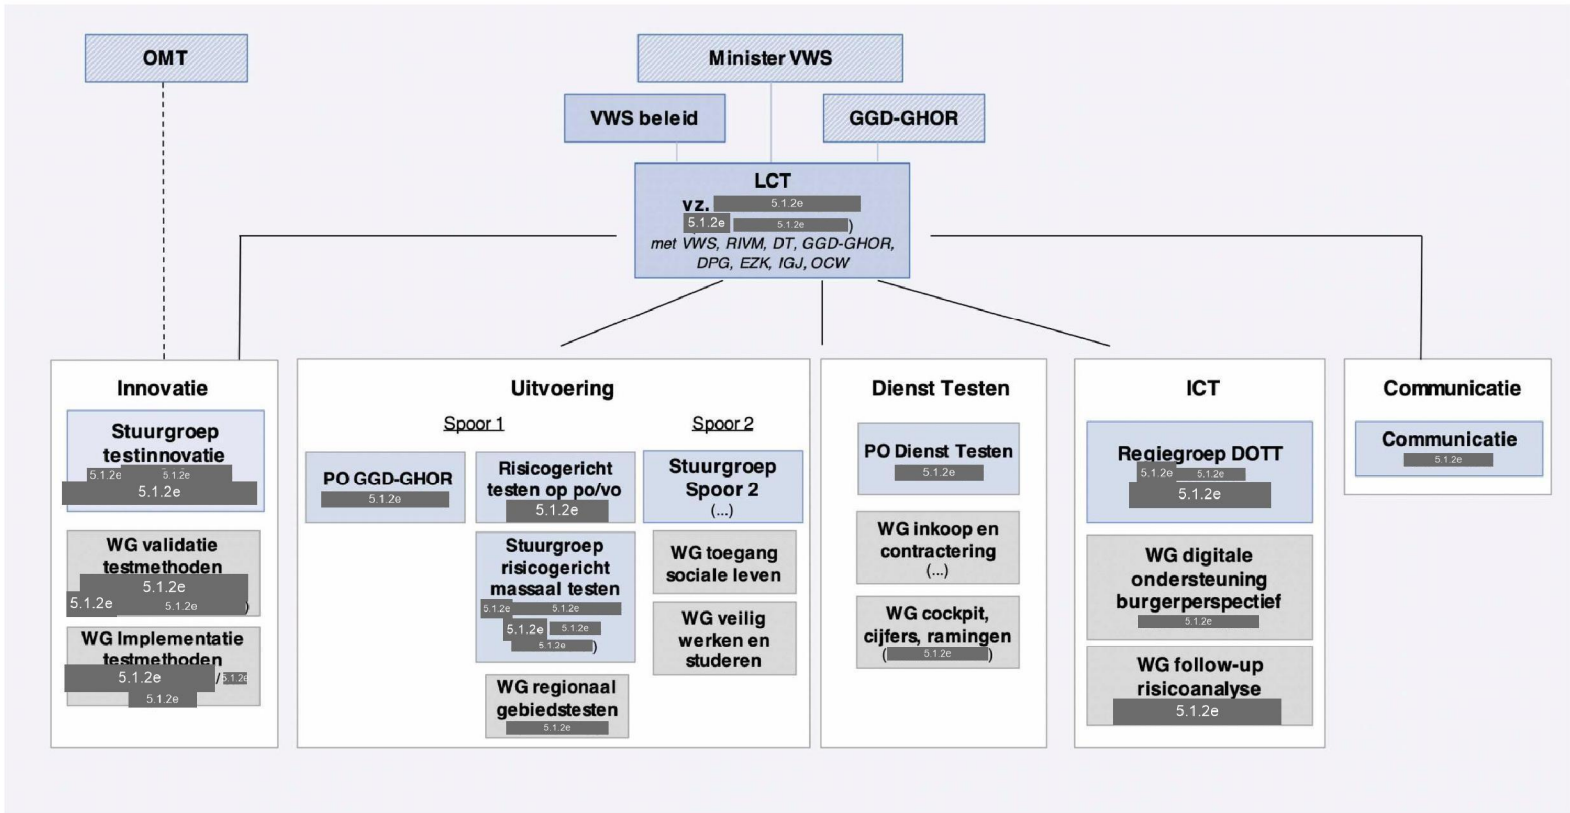 OMT
Minister VWS
VWS beleid
GGD-GHOR
LCT
vz. 5.1.2e
5.1.2e 5.1.2e )
met VWS, RIVM, DT, GGD-GHOR,
DPG, EZK, IGJ, OCW
Innovatie
Stuurgroep
testinnovatie
5.1.2e 5.1.2e
5.1.2e
WG validatie
testmethoden
5.1.2e
5.1.2e 5.1.2e )
WG Implementatie
testmethoden
5.1.2e / 5.1.2e
5.1.2e
Uitvoering
Spoor 1
Spoor 2
PO GGD-GHOR
5.1.2e
Risicogericht
testen op po/vo
5.1.2e
Stuurgroep
risicogericht
massaal testen
5.1.2e 5.1.2e
5.1.2e 5.1.2e
5.1.2e )
WG regionaal
gebiedstesten
5.1.2e
Stuurgroep
Spoor 2
(...)
WG toegang
sociale leven
WG veilig
werken en
studeren
Dienst Testen
PO Dienst Testen
5.1.2e
WG inkoop en
contractering
(...)
WG cockpit,
cijfers, ramingen
( 5.1.2e )
ICT
Regiegroep DOTT
5.1.2e 5.1.2e
5.1.2e
WG digitale
ondersteuning
burgerperspectief
5.1.2e
WG follow-up
risicoanalyse
5.1.2e
Communicatie
Communicatie
5.1.2e